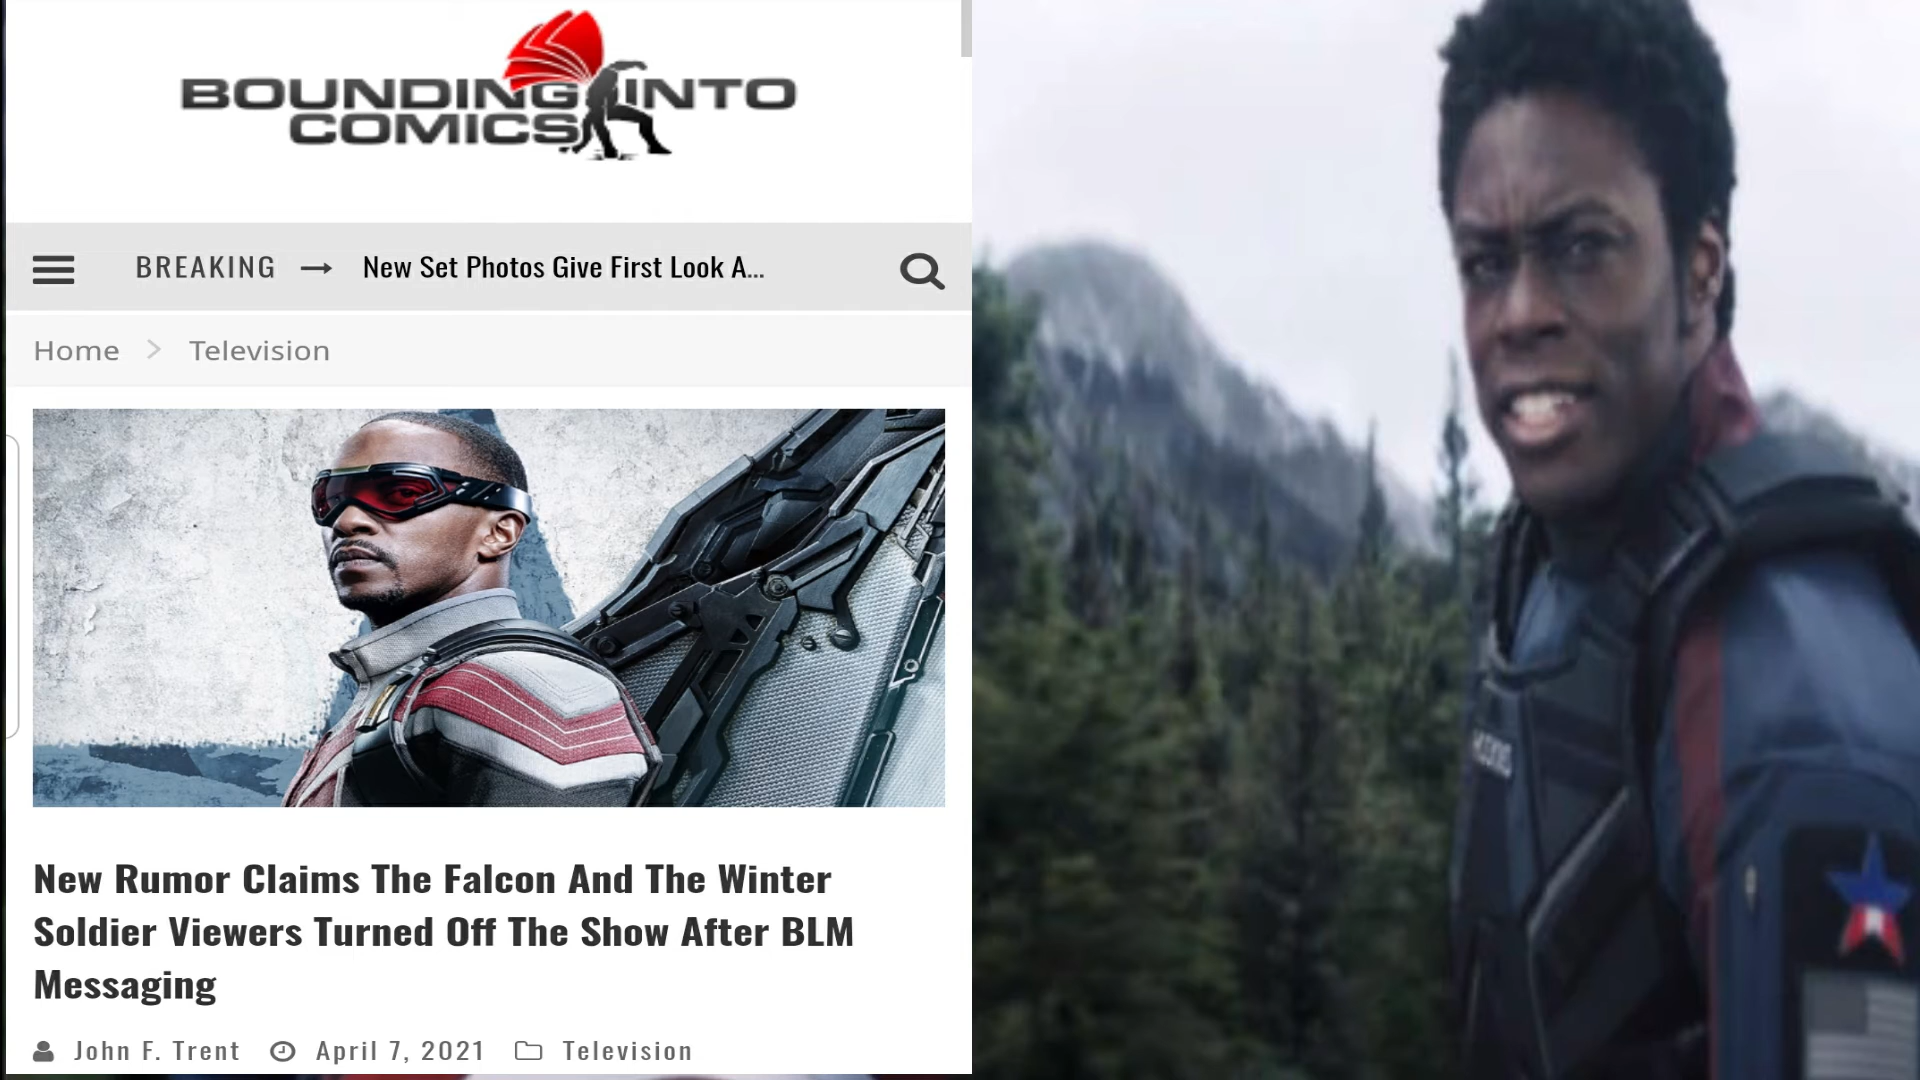 BOUNDING INTO
COMICS
BREAKING → New Set Photos Give First Look A...
Home > Television
New Rumor Claims The Falcon And The Winter
Soldier Viewers Turned Off The Show After BLM
Messaging
John F. Trent April 7, 2021 Television